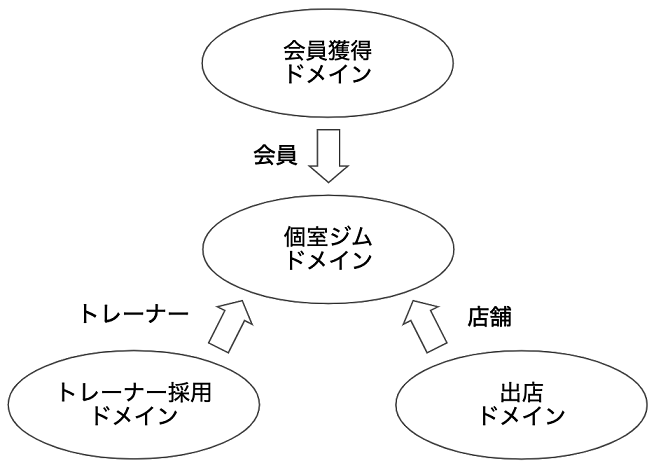 会員獲得
ドメイン
会員
個室ジム
ドメイン
トレーナー
店舗
トレーナー採用
ドメイン
出店
ドメイン